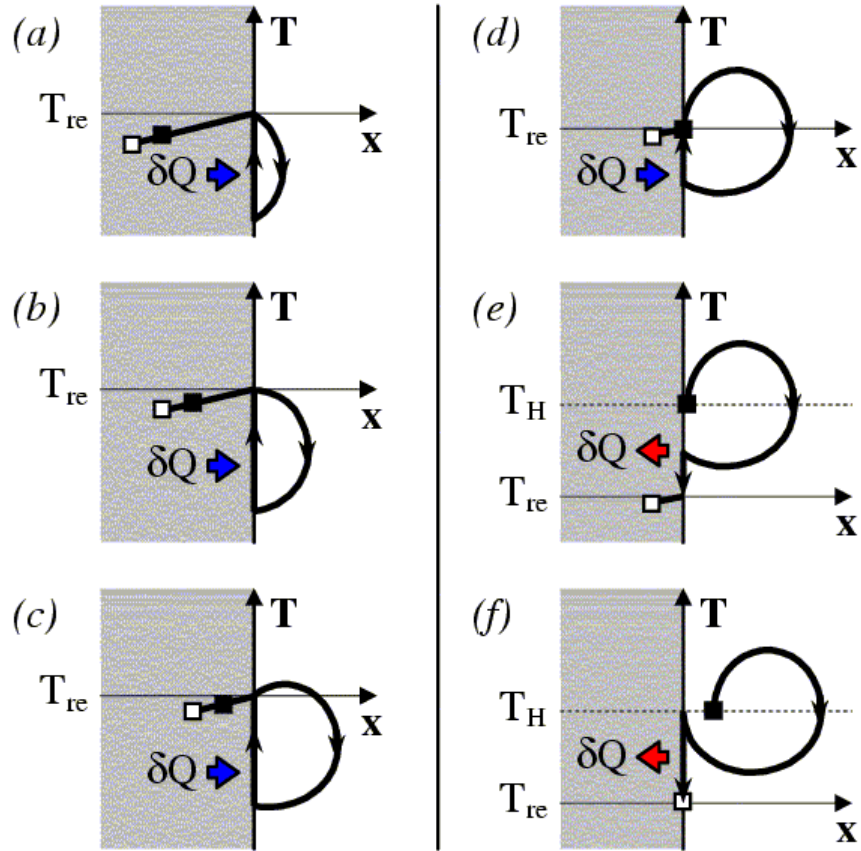 (a)
T
T_re
x
δQ
(b)
T
T_re
x
δQ
(c)
T
T_re
x
δQ
(d)
T
T_re
x
δQ
(e)
T
T_H
δQ
T_re
x
(f)
T
T_H
δQ
T_re
x